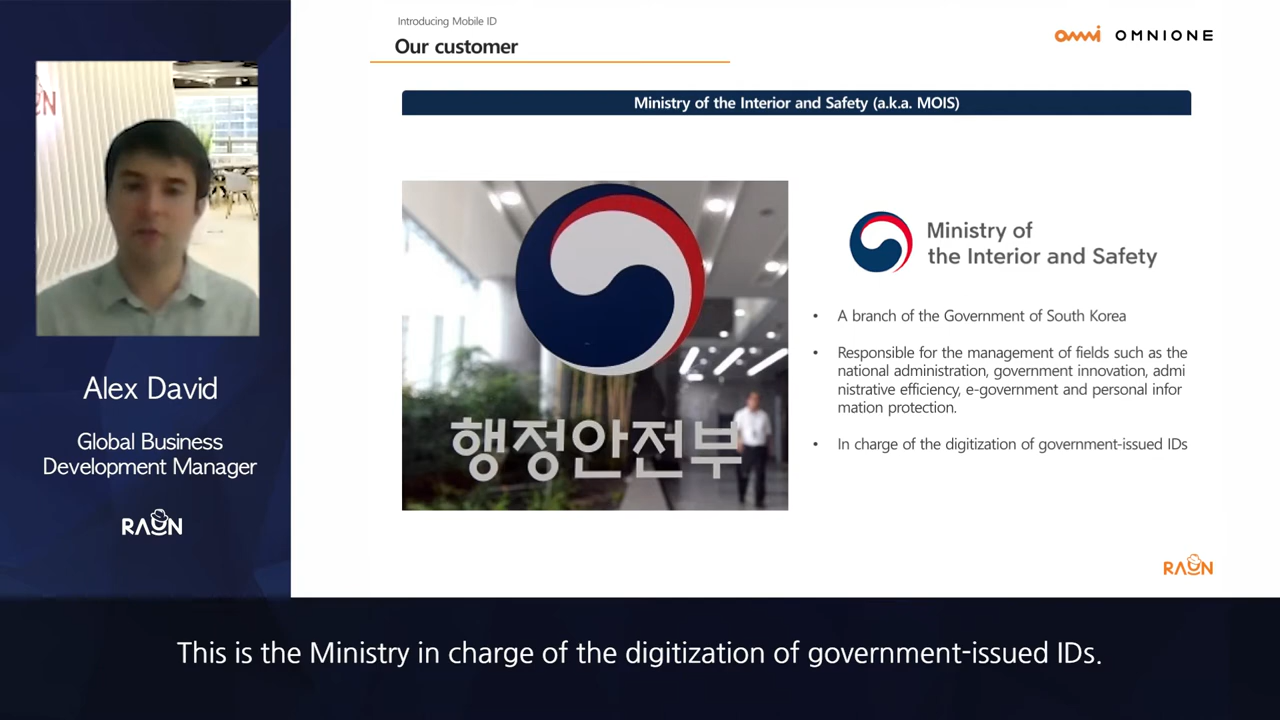 Introducing Mobile ID
Our customer
omni OMNIONE
Ministry of the Interior and Safety (a.k.a. MOIS)
행정안전부
Ministry of
the Interior and Safety
• A branch of the Government of South Korea
• Responsible for the management of fields such as the
national administration, government innovation, admi
nistrative efficiency, e-government and personal infor
mation protection.
• In charge of the digitization of government-issued IDs
RAON
Alex David
Global Business
Development Manager
RAON
This is the Ministry in charge of the digitization of government-issued IDs.